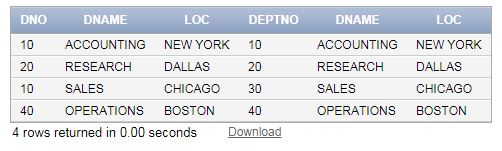 DNO DNAME LOC DEPTNO DNAME LOC
10 ACCOUNTING NEW YORK 10 ACCOUNTING NEW YORK
20 RESEARCH DALLAS 20 RESEARCH DALLAS
10 SALES CHICAGO 30 SALES CHICAGO
40 OPERATIONS BOSTON 40 OPERATIONS BOSTON
4 rows returned in 0.00 seconds Download